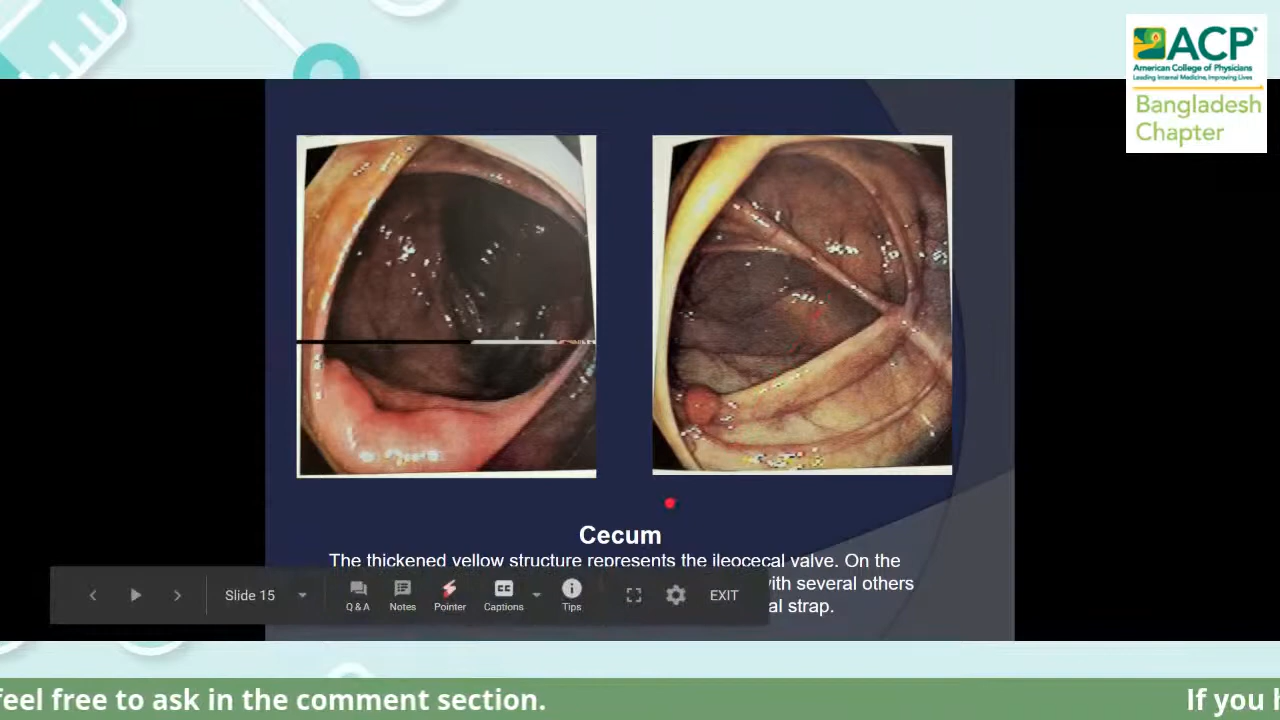 ACP®
American College of Physicians
Leading Internal Medicine, Improving Lives
Bangladesh
Chapter
Cecum
The thickened yellow structure represents the ileocecal valve. On the
with several others
al strap.
Slide 15
Q & A
Notes
Pointer
CC
Captions
Tips
EXIT
feel free to ask in the comment section.
If you h